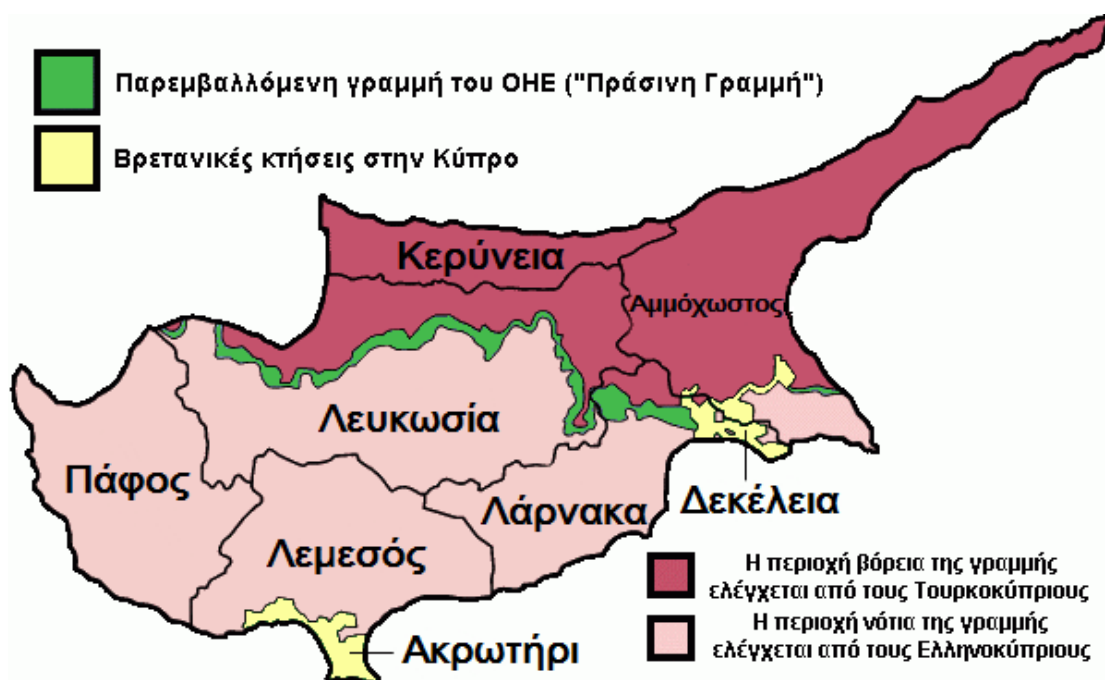 Παρεμβαλλόμενη γραμμή του ΟΗΕ ("Πράσινη Γραμμή")
Βρετανικές κτήσεις στην Κύπρο
Κερύνεια
Αμμόχωστος
Λευκωσία
Πάφος
Λάρνακα
Δεκέλεια
Λεμεσός
Ακρωτήρι
Η περιοχή βόρεια της γραμμής
ελέγχεται από τους Τουρκοκύπριους
Η περιοχή νότια της γραμμής
ελέγχεται από τους Ελληνοκύπριους